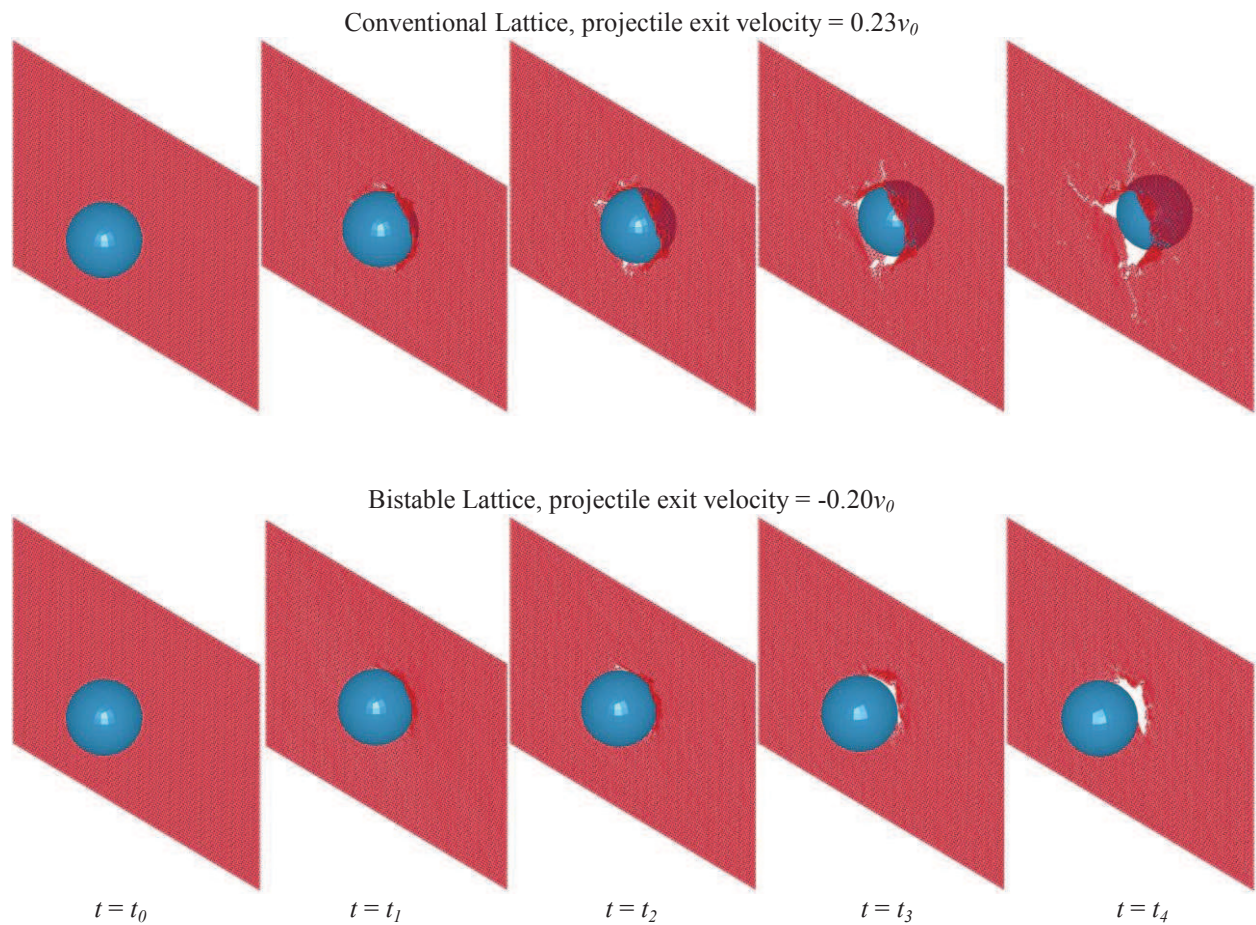 Conventional Lattice, projectile exit velocity = 0.23v₀
Bistable Lattice, projectile exit velocity = -0.20v₀
t = t₀ t = t₁ t = t₂ t = t₃ t = t₄